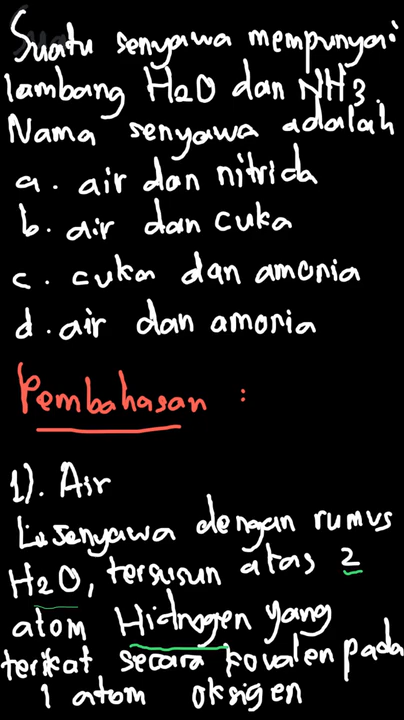 Suatu senyawa mempunyai
lambang H2O dan NH3.
Nama senyawa adalah
a. air dan nitrida
b. air dan cuka
c. cuka dan amonia
d. air dan amonia
Pembahasan :
1). Air
↳ senyawa dengan rumus
H2O, tersusun atas 2
atom Hidrogen yang
terikat secara kovalen pada
1 atom oksigen